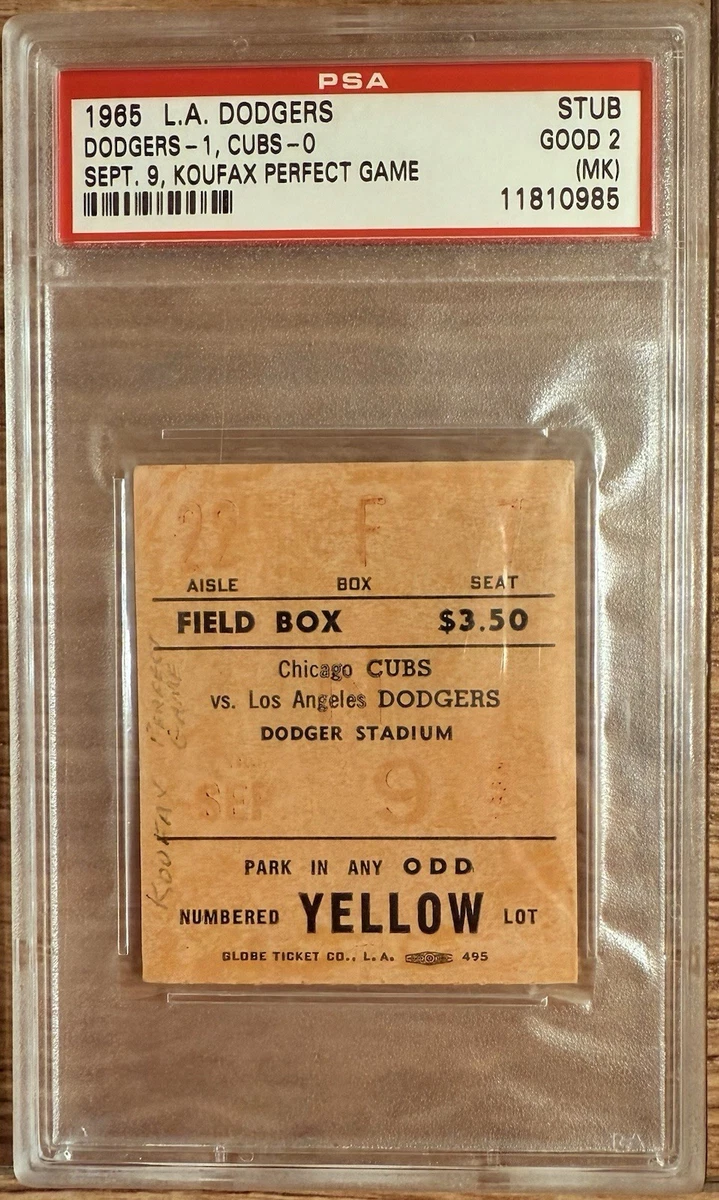 PSA
1965 L.A. DODGERS STUB
DODGERS-1, CUBS-0 GOOD 2
SEPT. 9, KOUFAX PERFECT GAME (MK)
11810985
22 F
AISLE BOX SEAT
FIELD BOX $3.50
Chicago CUBS
vs. Los Angeles DODGERS
DODGER STADIUM
SEP 9
PARK IN ANY ODD
NUMBERED YELLOW LOT
GLOBE TICKET CO., L.A. 495
KOUFAX PERFECT
GAME